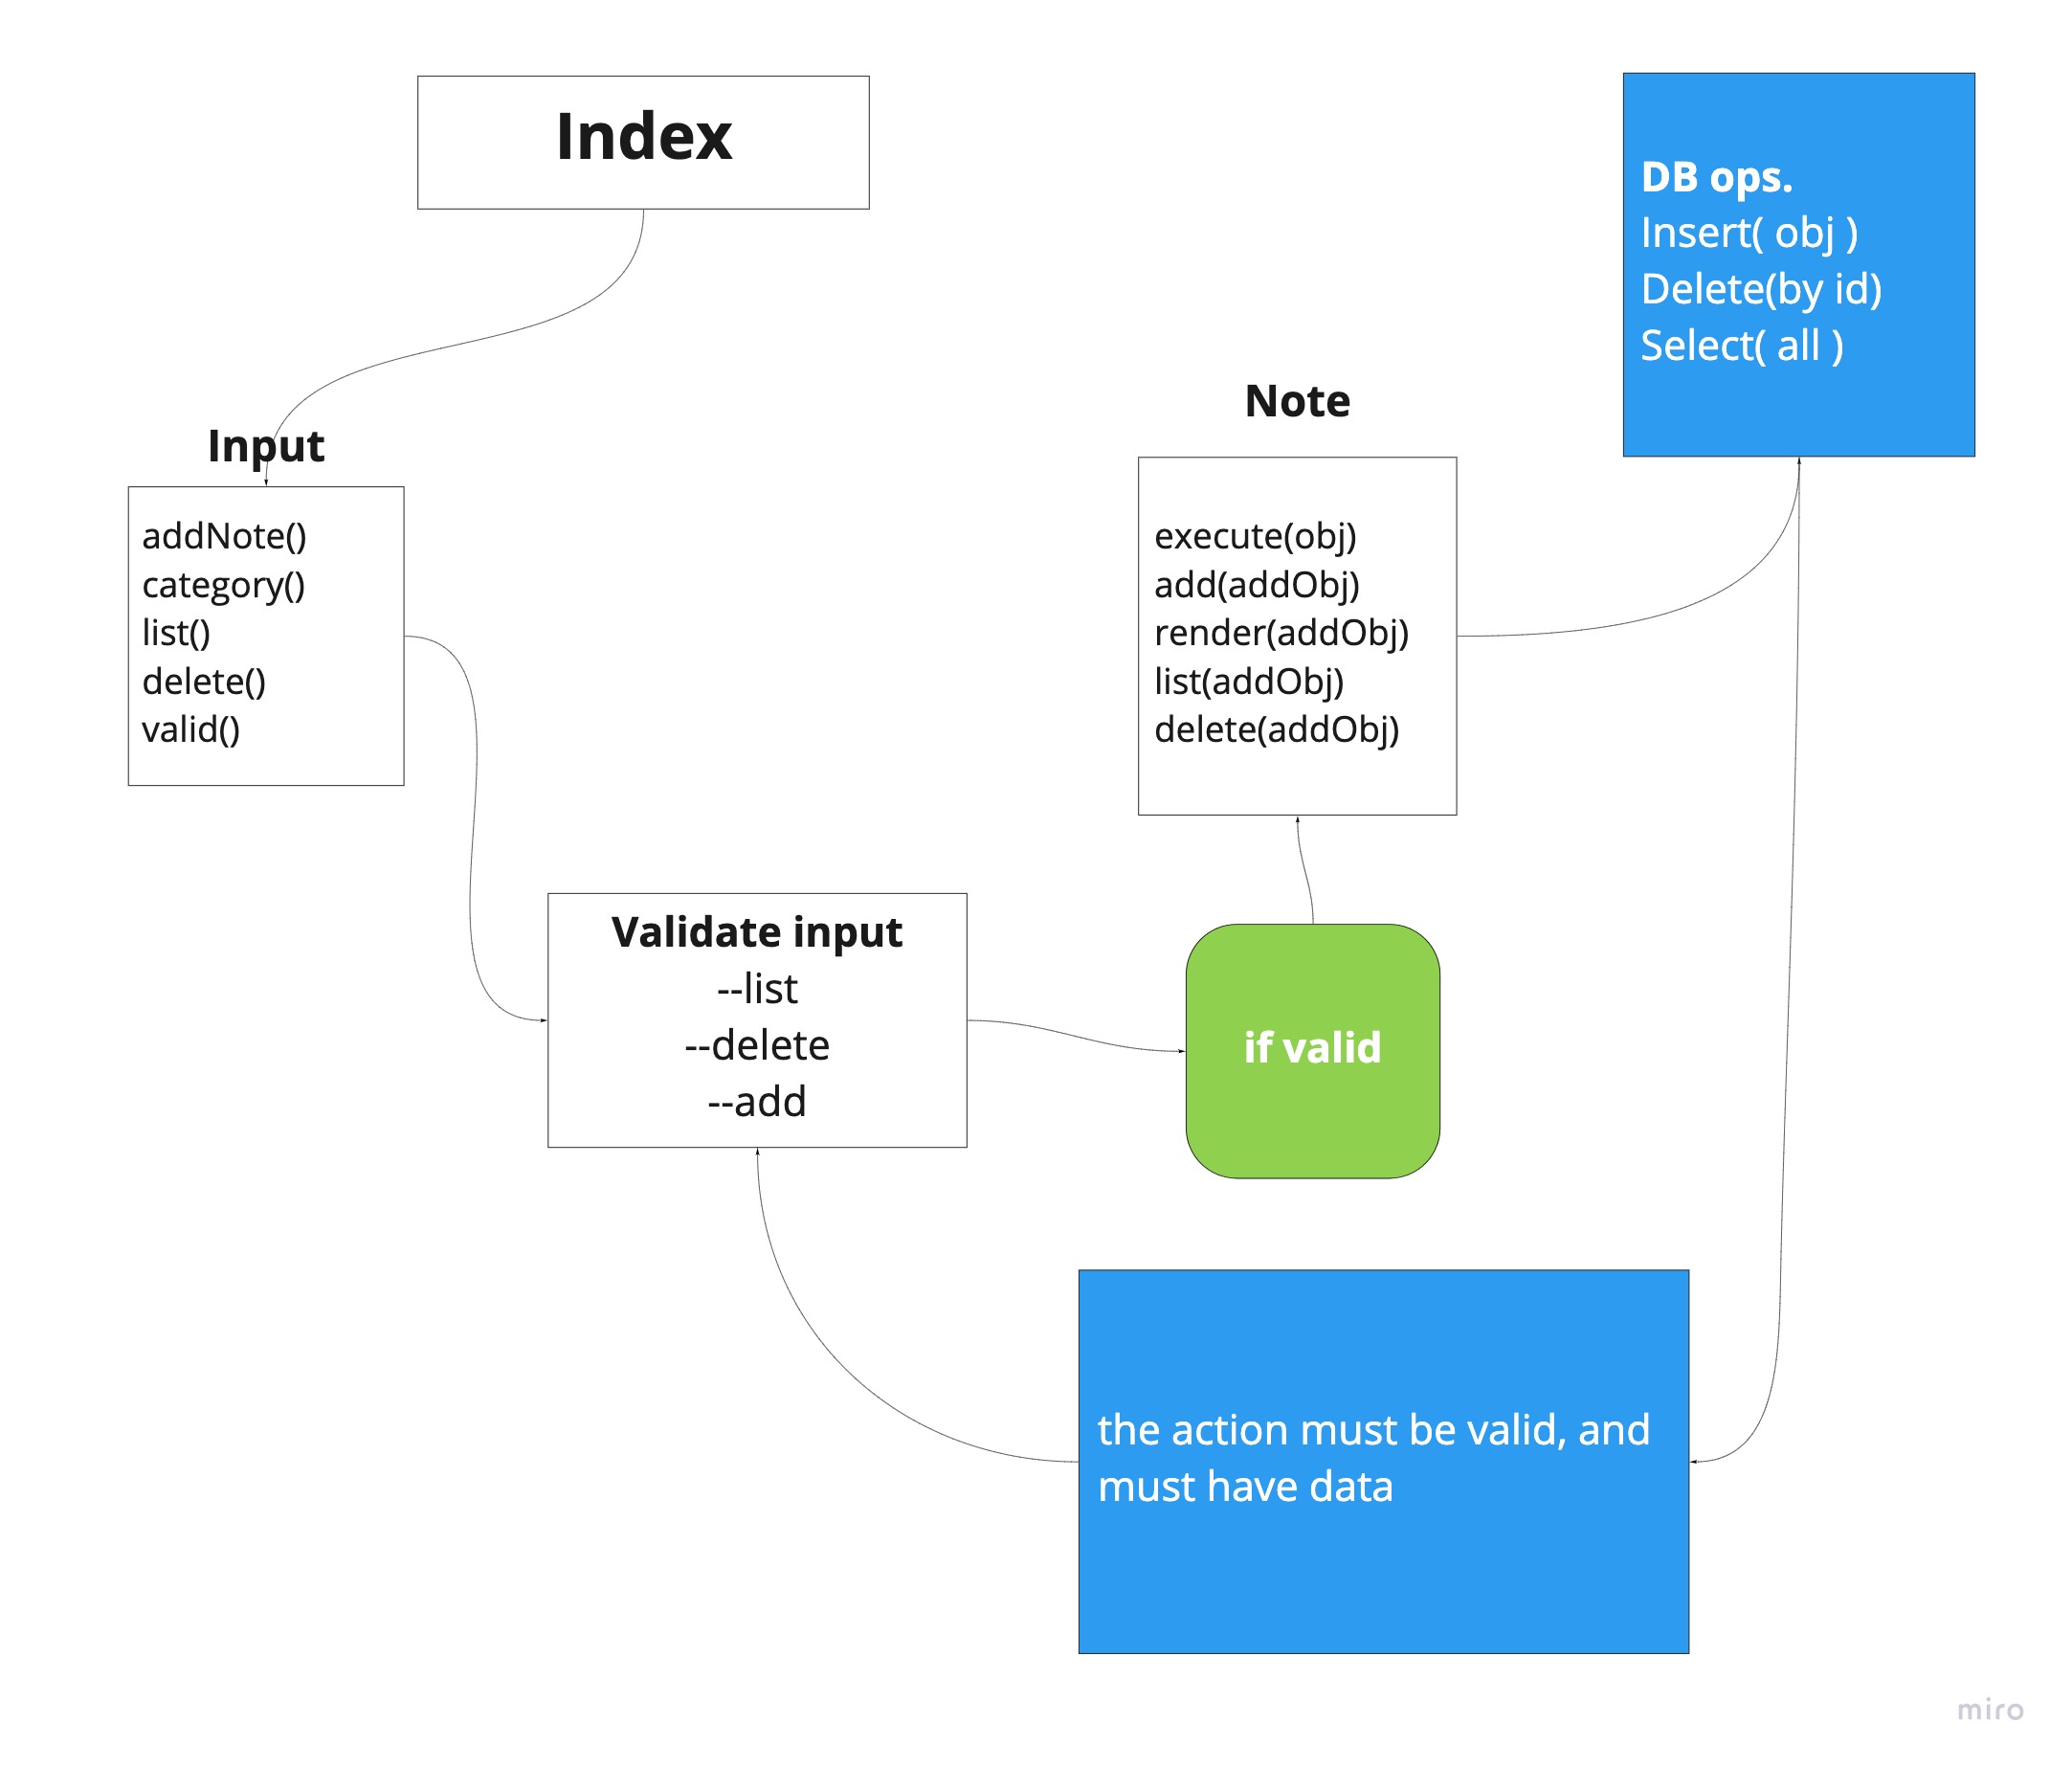 Index
DB ops.
Insert( obj )
Delete(by id)
Select( all )
Input
addNote()
category()
list()
delete()
valid()
Note
execute(obj)
add(addObj)
render(addObj)
list(addObj)
delete(addObj)
Validate input
--list
--delete
--add
if valid
the action must be valid, and
must have data
miro